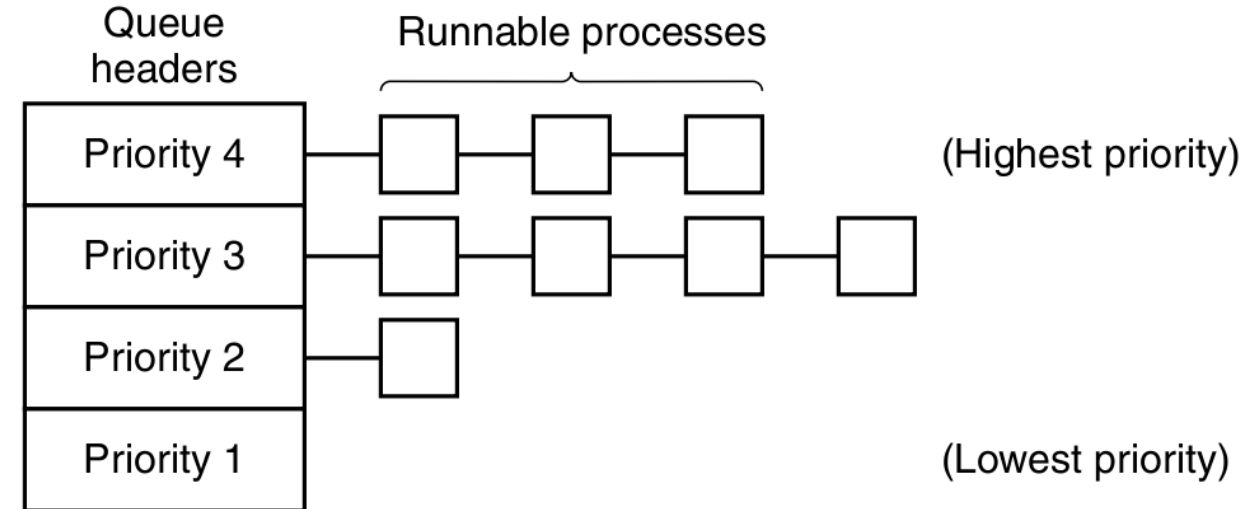 Queue
headers
Runnable processes
Priority 4
(Highest priority)
Priority 3
Priority 2
Priority 1
(Lowest priority)